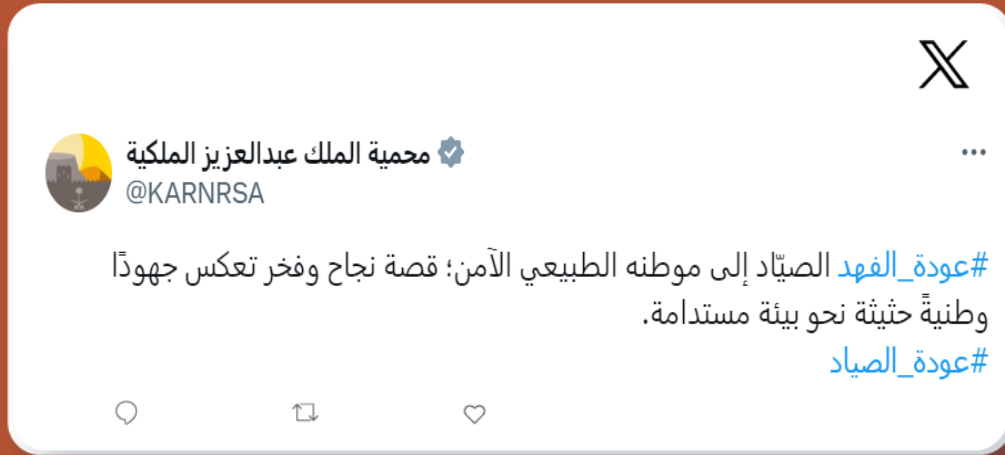 محمية الملك عبدالعزيز الملكية
@KARNRSA
#عودة_الفهد الصيّاد إلى موطنه الطبيعي الآمن؛ قصة نجاح وفخر تعكس جهودًا
وطنيةً حثيثة نحو بيئة مستدامة.
#عودة_الصياد